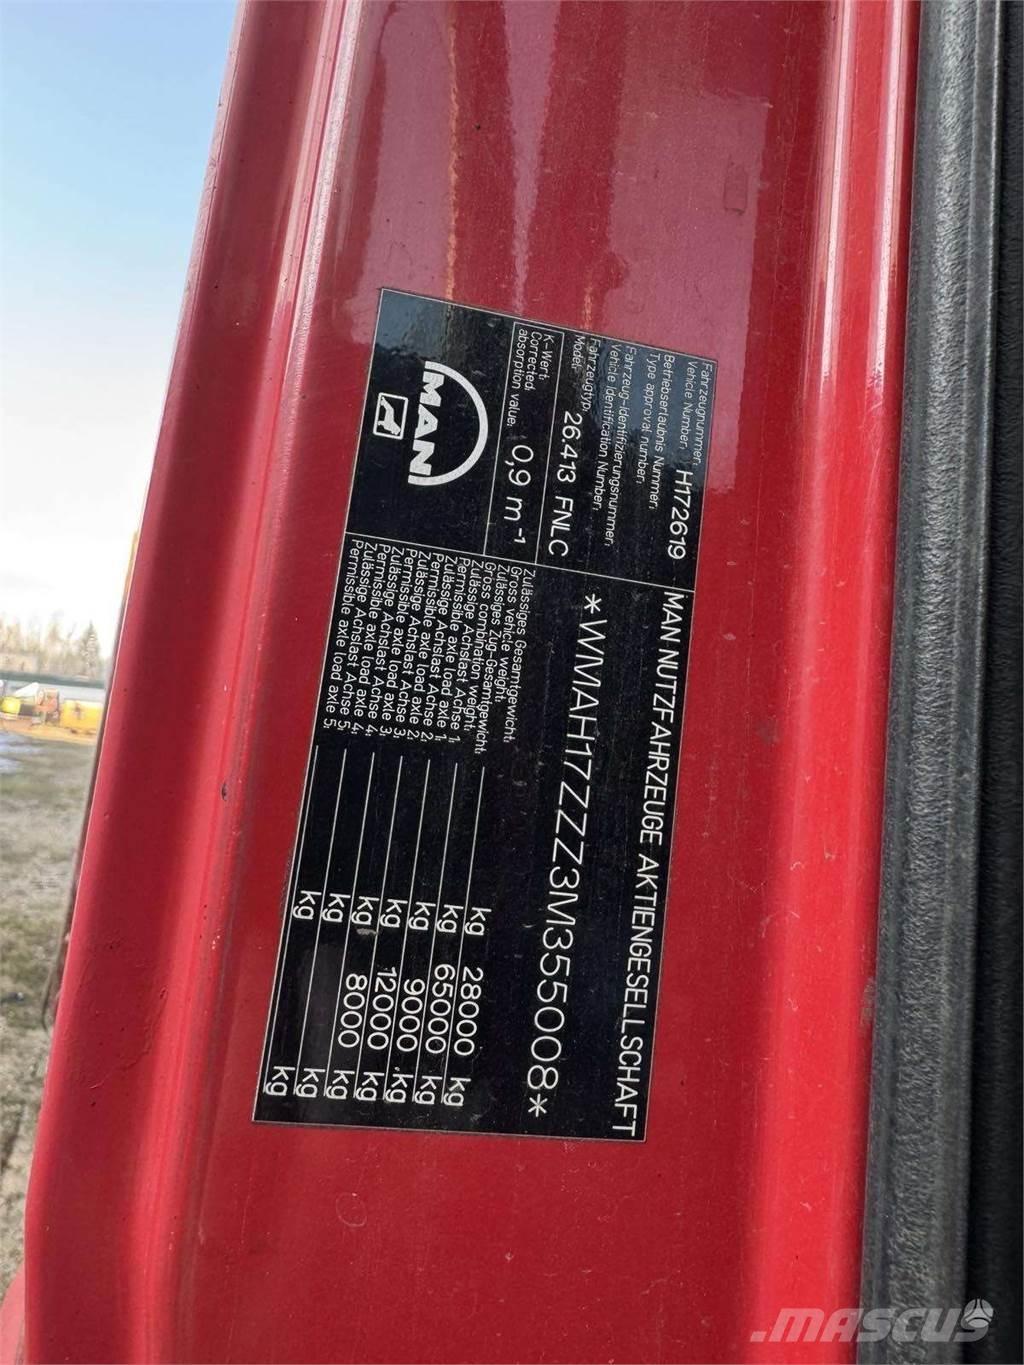 Fahrzeugnummer:
Vehicle Number: H172619
MAN NUTZFAHRZEUGE AKTIENGESELLSCHAFT
Betriebserlaubnis Nummer:
Type approval number:
Fahrzeug-Identifizierungsnummer:
Vehicle Identification Number:
*WMAH17ZZZ3M355008*
Fahrzeugtyp:
Model: 26.413 FNLC
K-Wert:
Corrected absorption value: 0,9 m⁻¹
MAN
Zulässiges Gesamtgewicht:
Gross vehicle weight: kg 28000 kg
Zulässiges Zug-Gesamtgewicht:
Gross combination weight: kg 65000 kg
Zulässige Achslast Achse 1:
Permissible axle load axle 1: kg 9000 kg
Zulässige Achslast Achse 2:
Permissible axle load axle 2: kg 12000 kg
Zulässige Achslast Achse 3:
Permissible axle load axle 3: kg 8000 kg
Zulässige Achslast Achse 4:
Permissible axle load axle 4: kg kg
Zulässige Achslast Achse 5:
Permissible axle load axle 5: kg kg
MASCUS